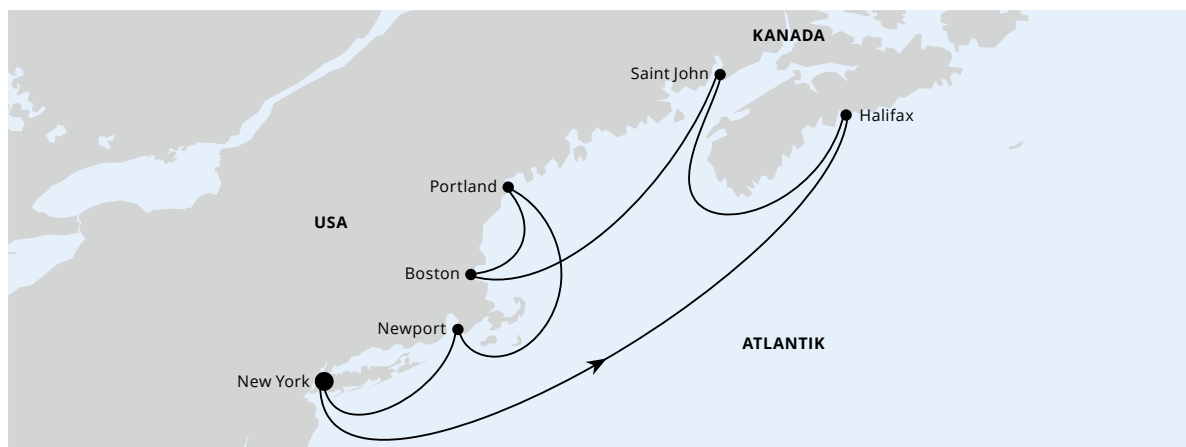 KANADA
Saint John
Halifax
Portland
USA
Boston
Newport
ATLANTIK
New York